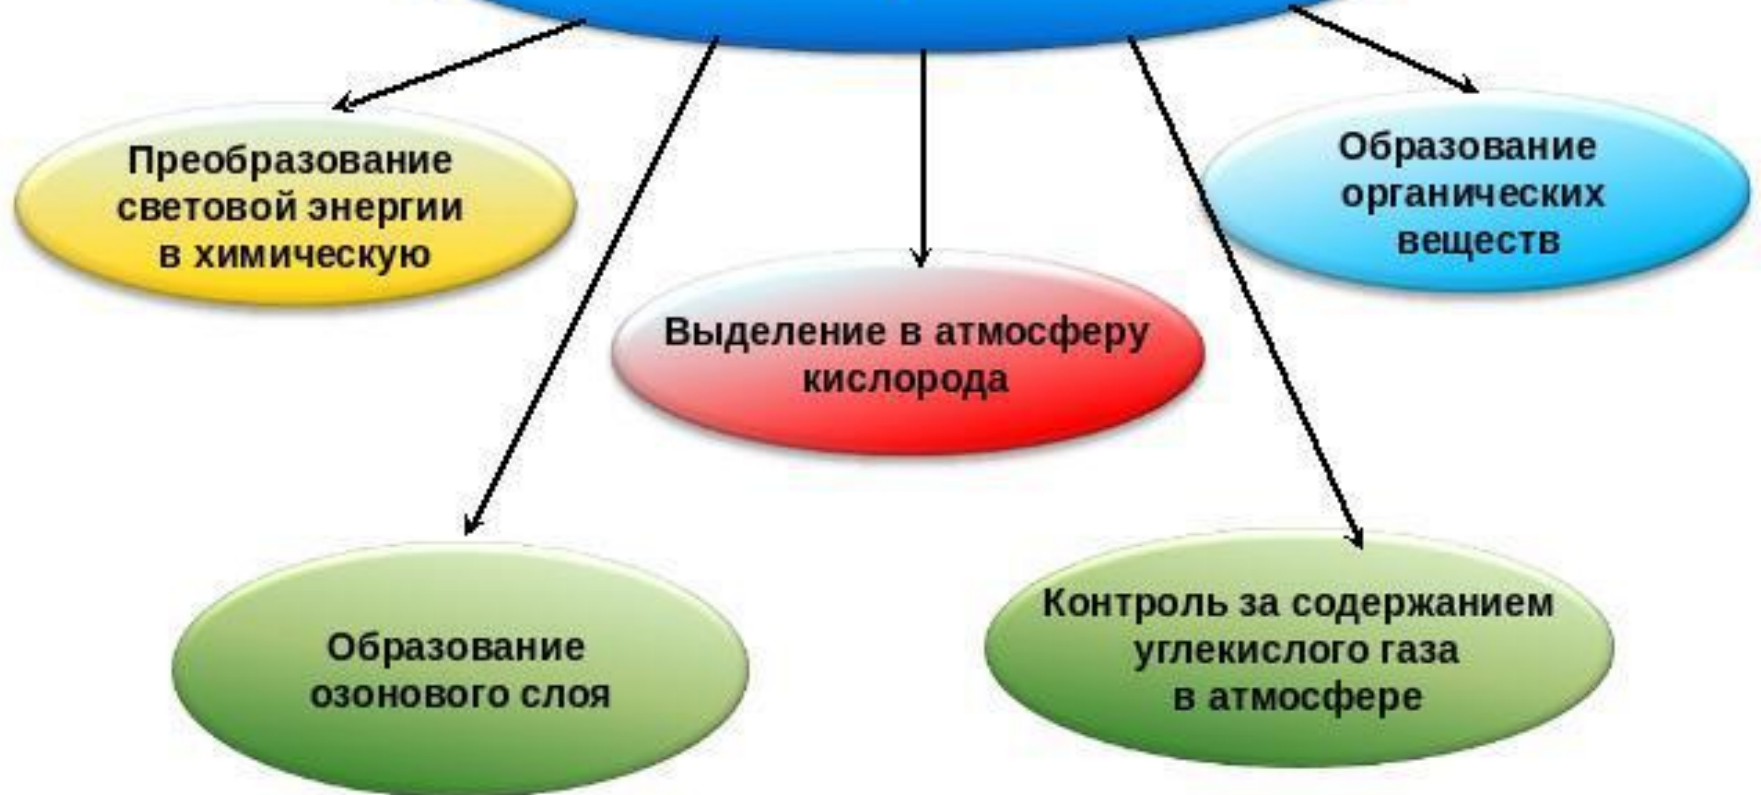 Преобразование
световой энергии
в химическую
Образование
органических
веществ
Выделение в атмосферу
кислорода
Образование
озонового слоя
Контроль за содержанием
углекислого газа
в атмосфере